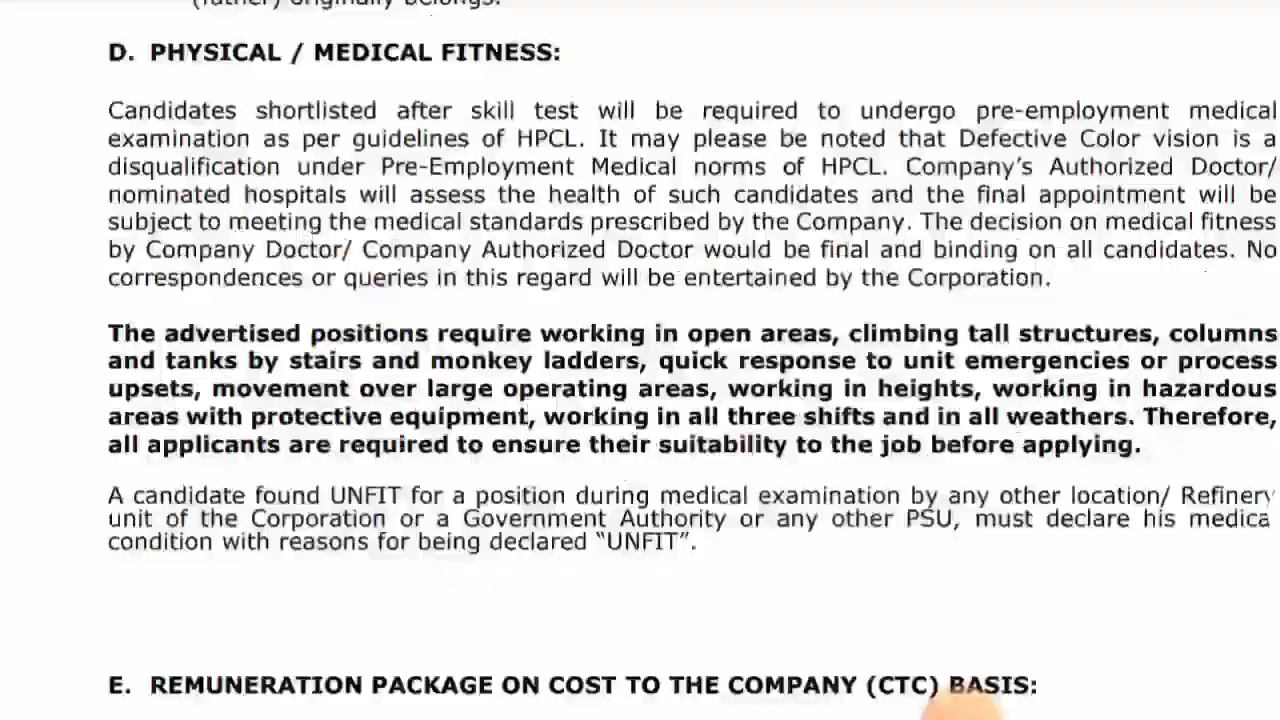 (father) originally belongs.
D. PHYSICAL / MEDICAL FITNESS:
Candidates shortlisted after skill test will be required to undergo pre-employment medical
examination as per guidelines of HPCL. It may please be noted that Defective Color vision is a
disqualification under Pre-Employment Medical norms of HPCL. Company's Authorized Doctor/
nominated hospitals will assess the health of such candidates and the final appointment will be
subject to meeting the medical standards prescribed by the Company. The decision on medical fitness
by Company Doctor/ Company Authorized Doctor would be final and binding on all candidates. No
correspondences or queries in this regard will be entertained by the Corporation.
The advertised positions require working in open areas, climbing tall structures, columns
and tanks by stairs and monkey ladders, quick response to unit emergencies or process
upsets, movement over large operating areas, working in heights, working in hazardous
areas with protective equipment, working in all three shifts and in all weathers. Therefore,
all applicants are required to ensure their suitability to the job before applying.
A candidate found UNFIT for a position during medical examination by any other location/ Refinery
unit of the Corporation or a Government Authority or any other PSU, must declare his medica
condition with reasons for being declared “UNFIT”.
E. REMUNERATION PACKAGE ON COST TO THE COMPANY (CTC) BASIS: